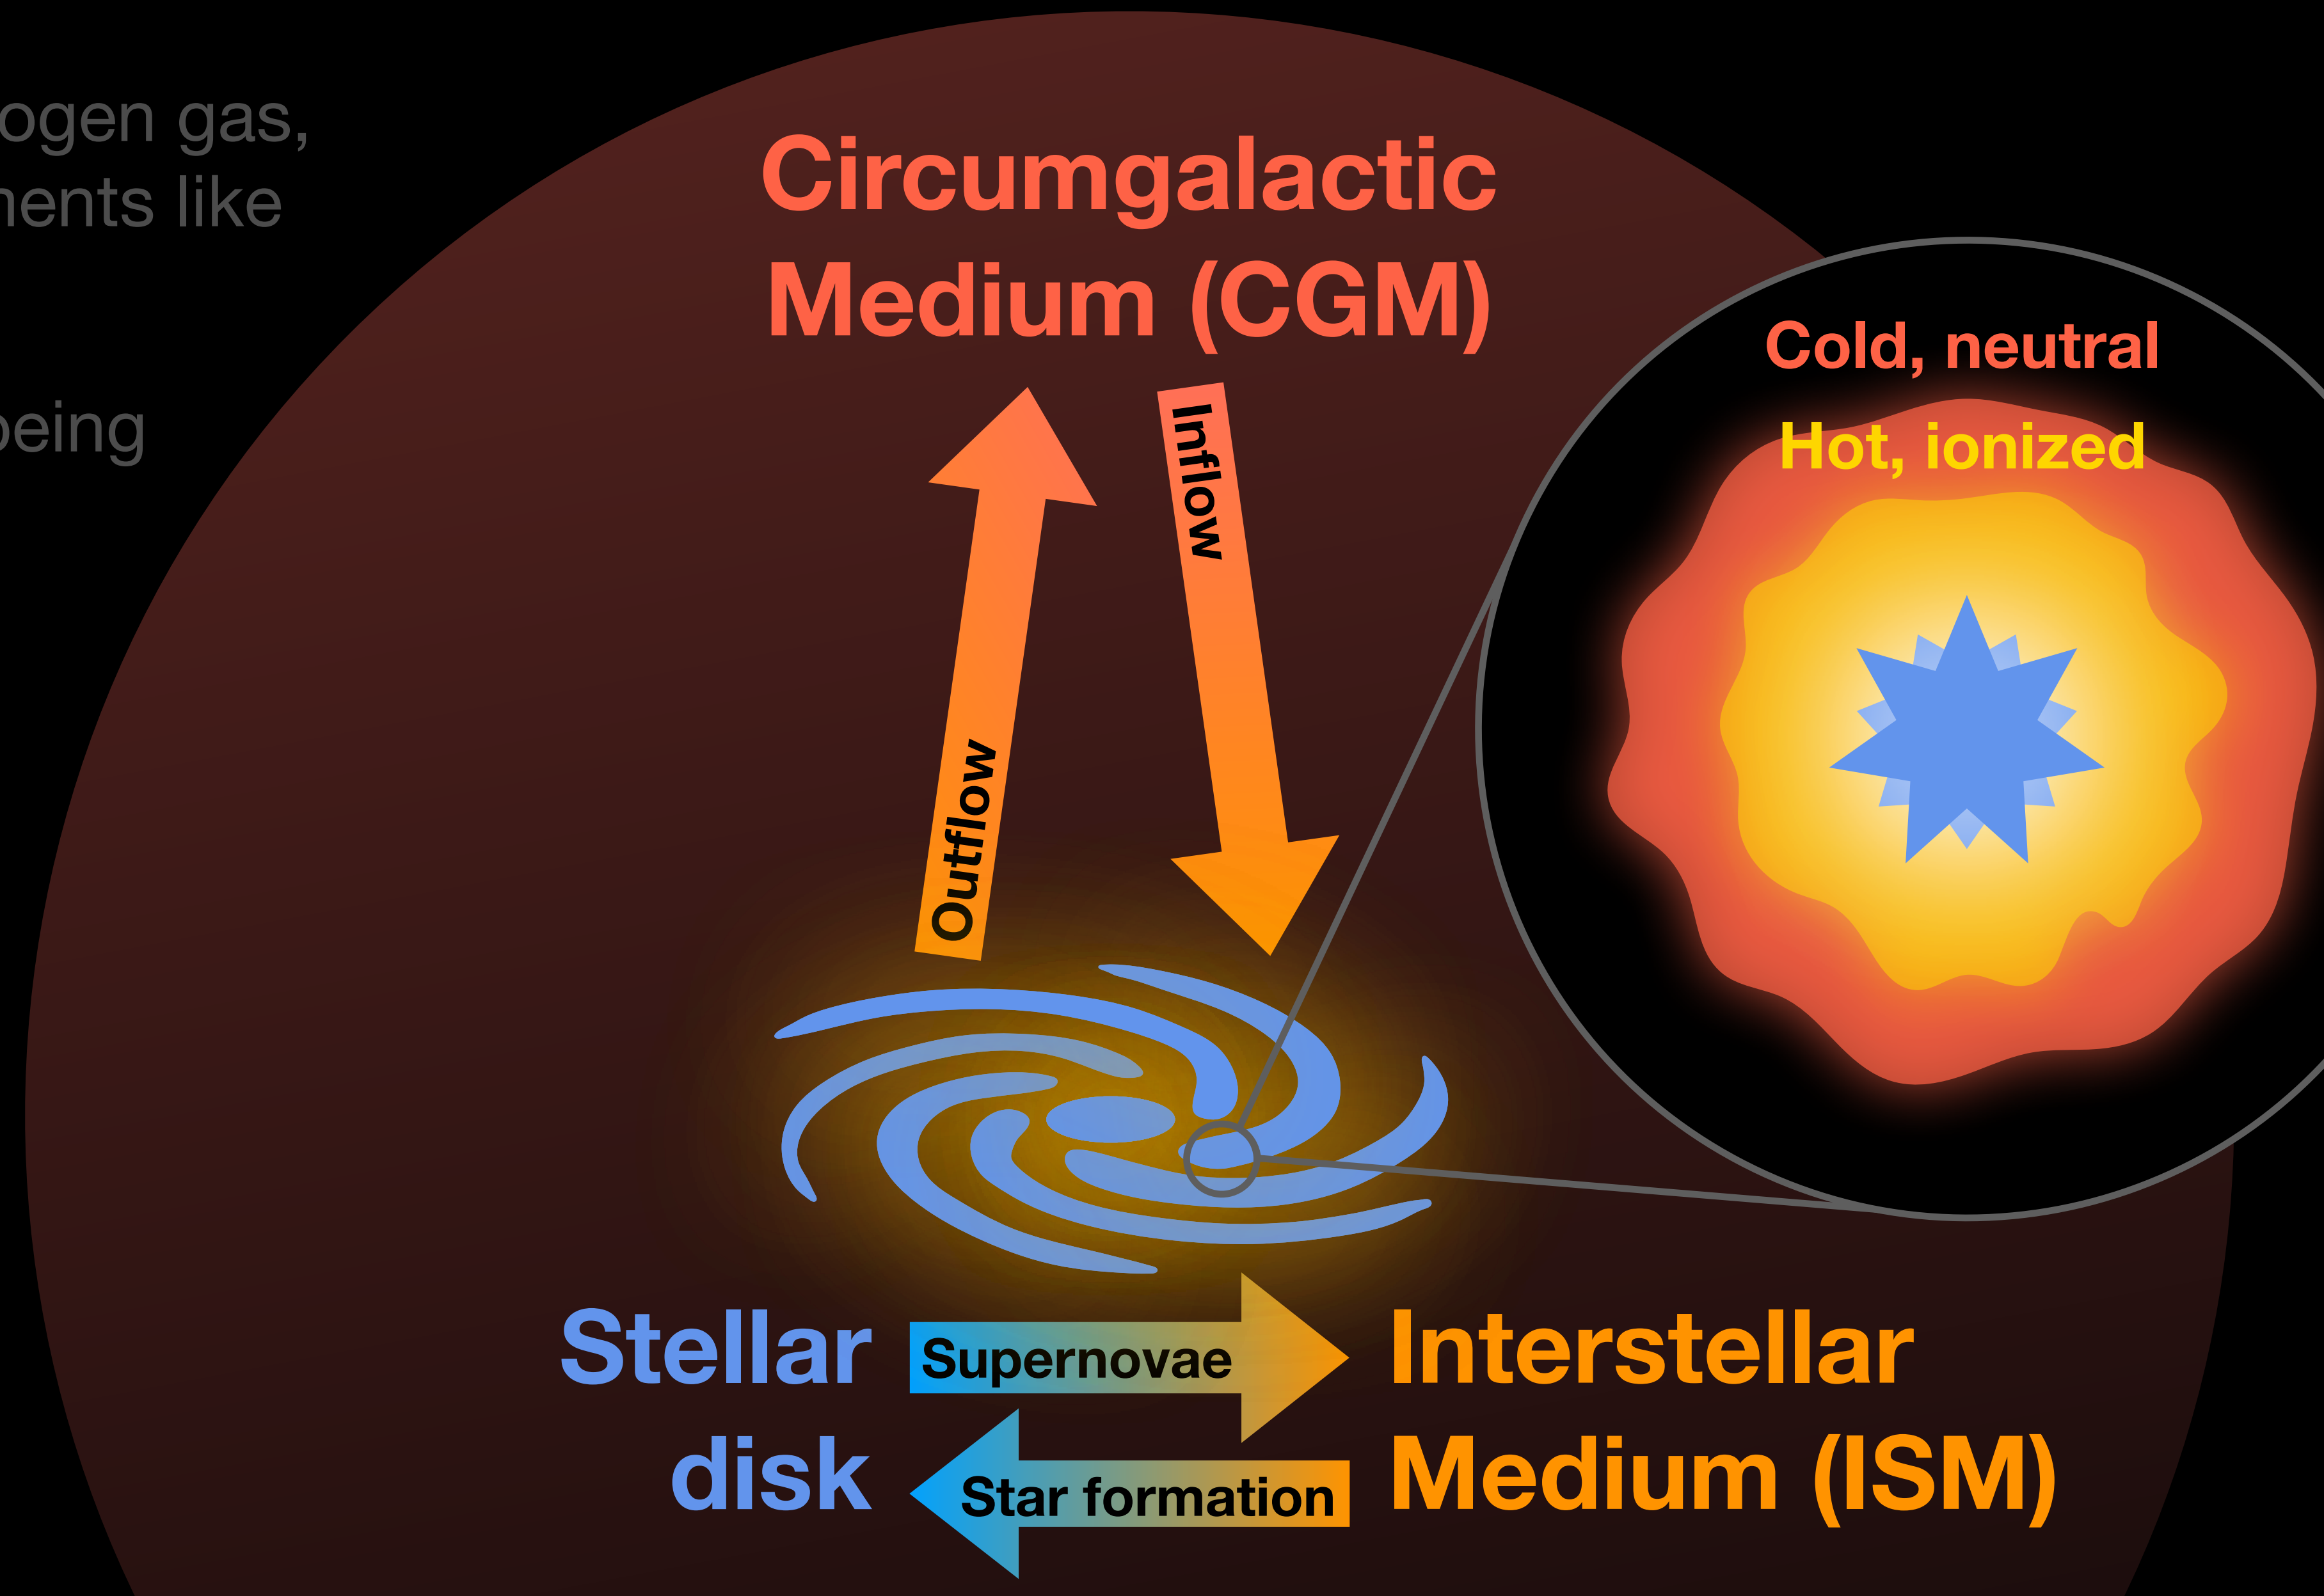 ogen gas,
ments like
being
Circumgalactic
Medium (CGM)
Cold, neutral
Hot, ionized
Inflow
Outflow
Stellar
disk
Supernovae
Star formation
Interstellar
Medium (ISM)